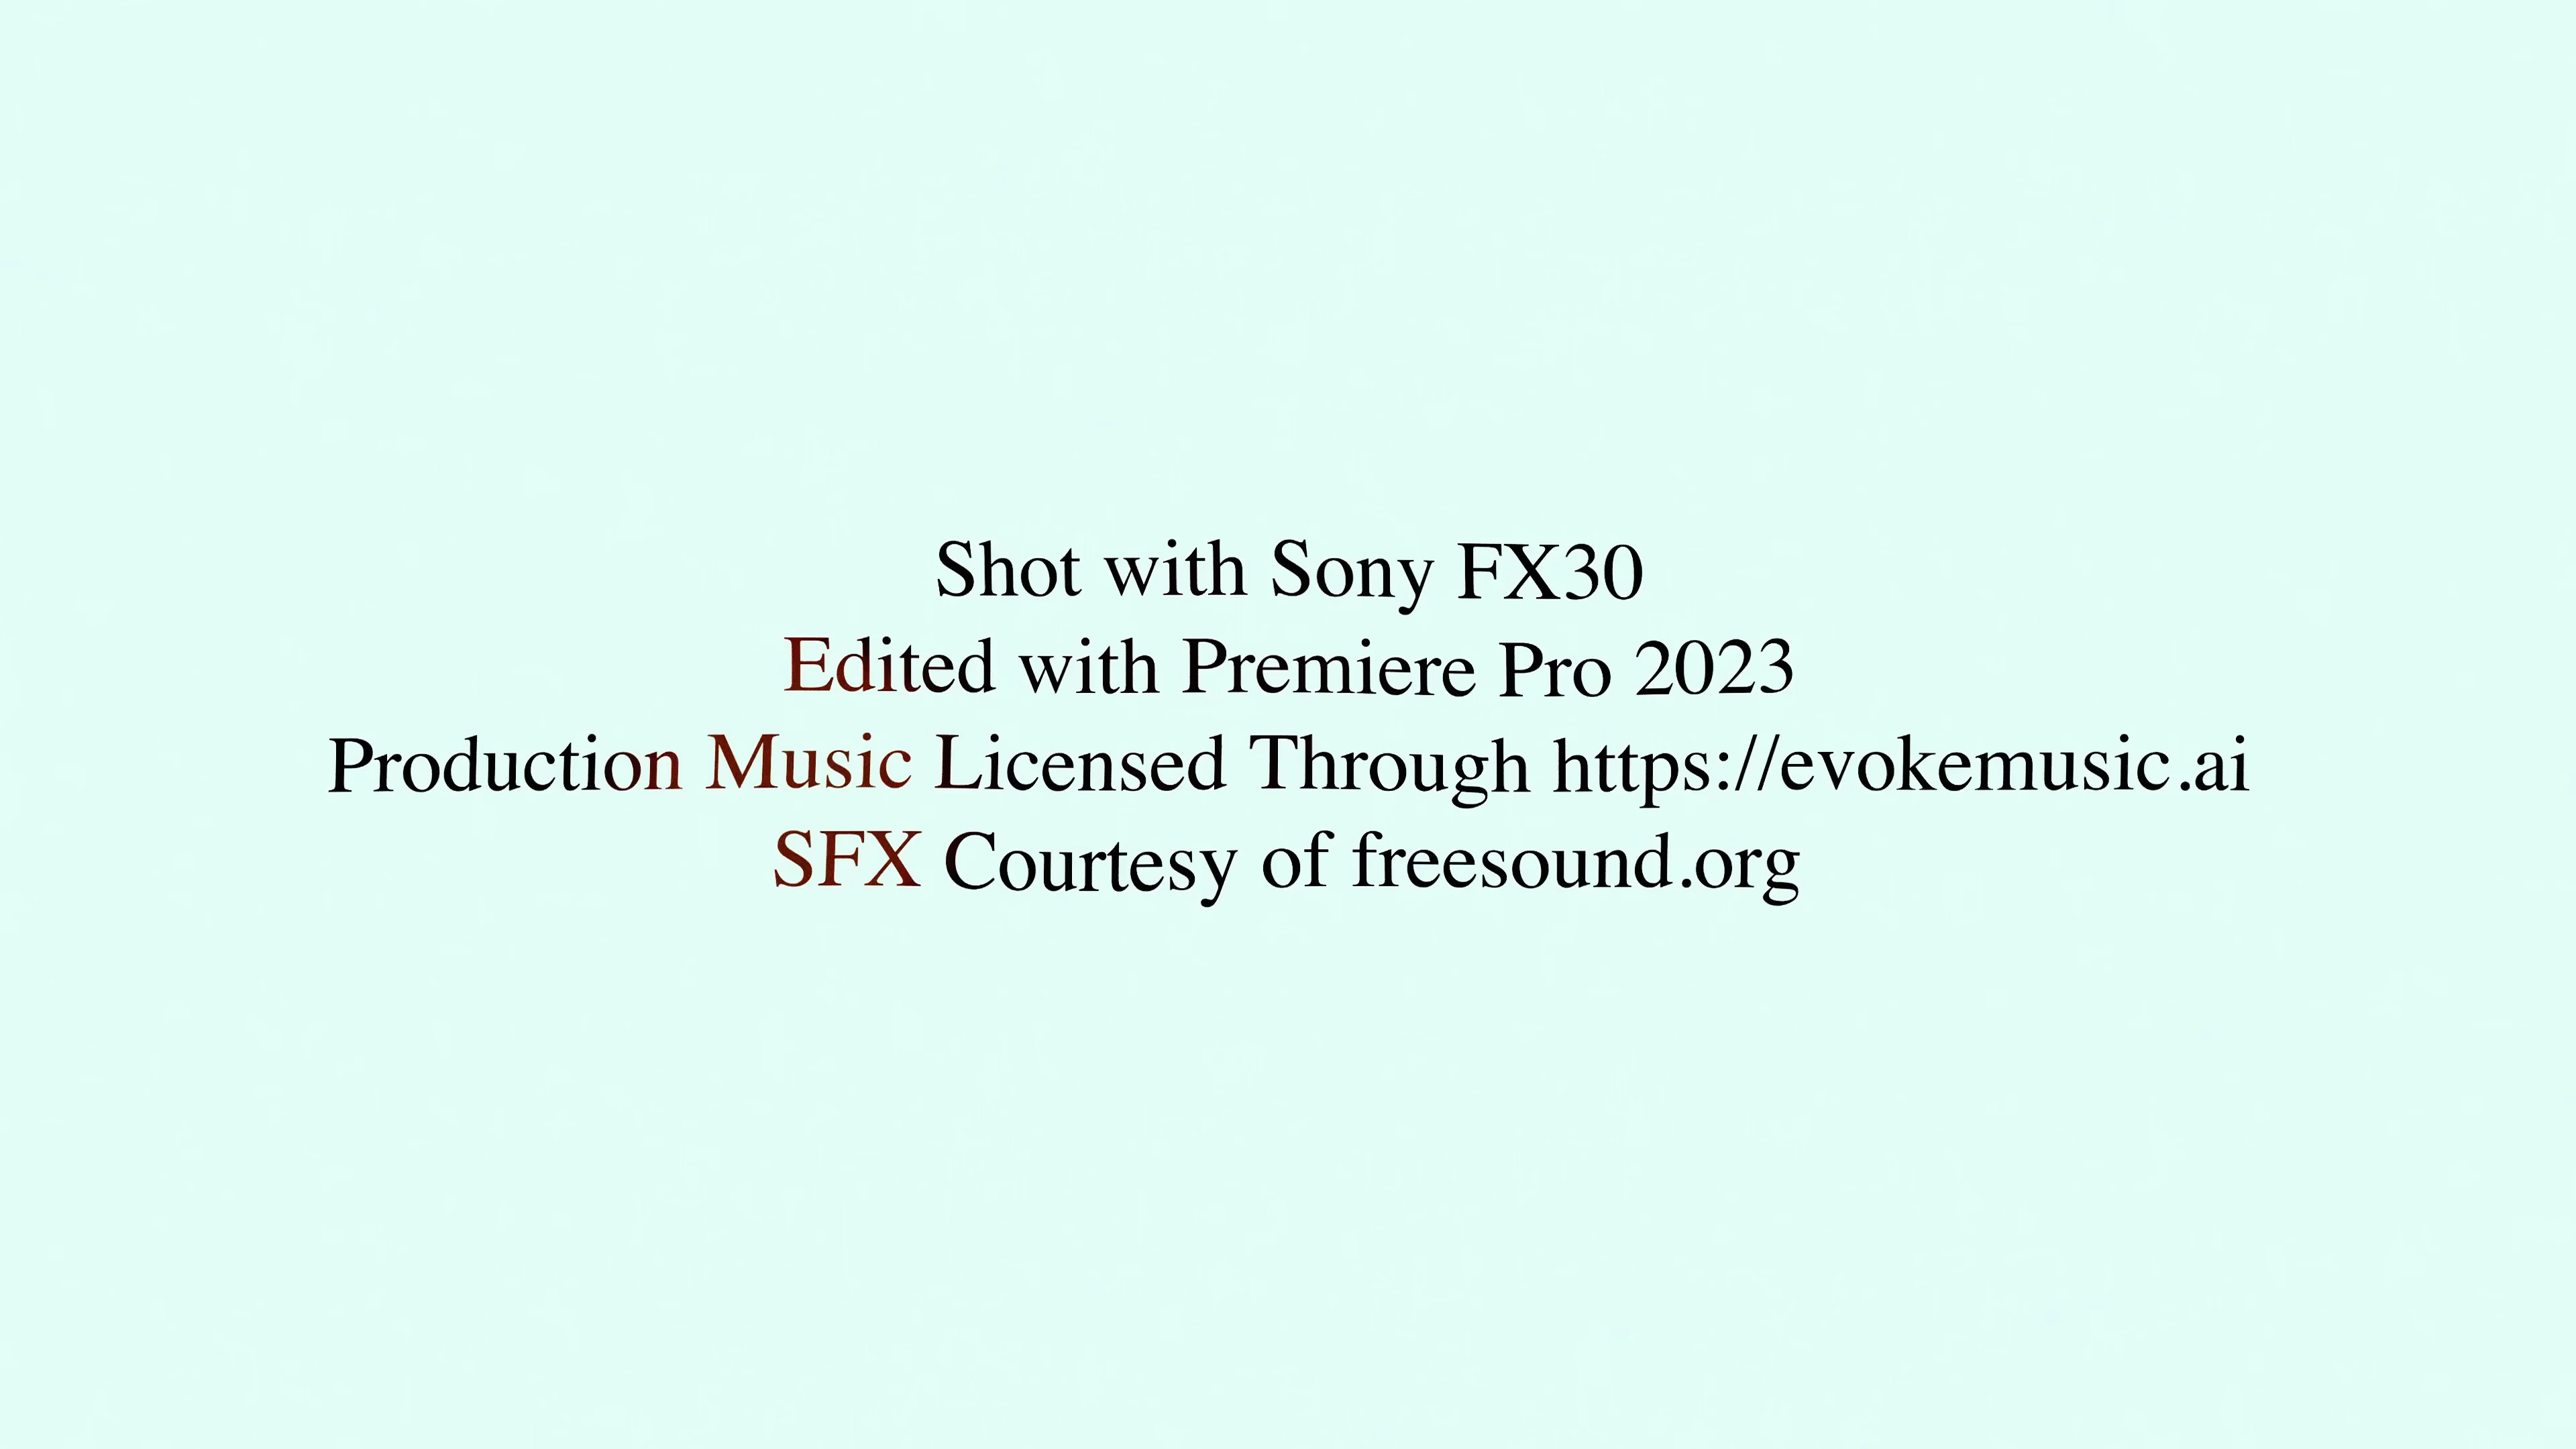 Shot with Sony FX30
Edited with Premiere Pro 2023
Production Music Licensed Through https://evokemusic.ai
SFX Courtesy of freesound.org